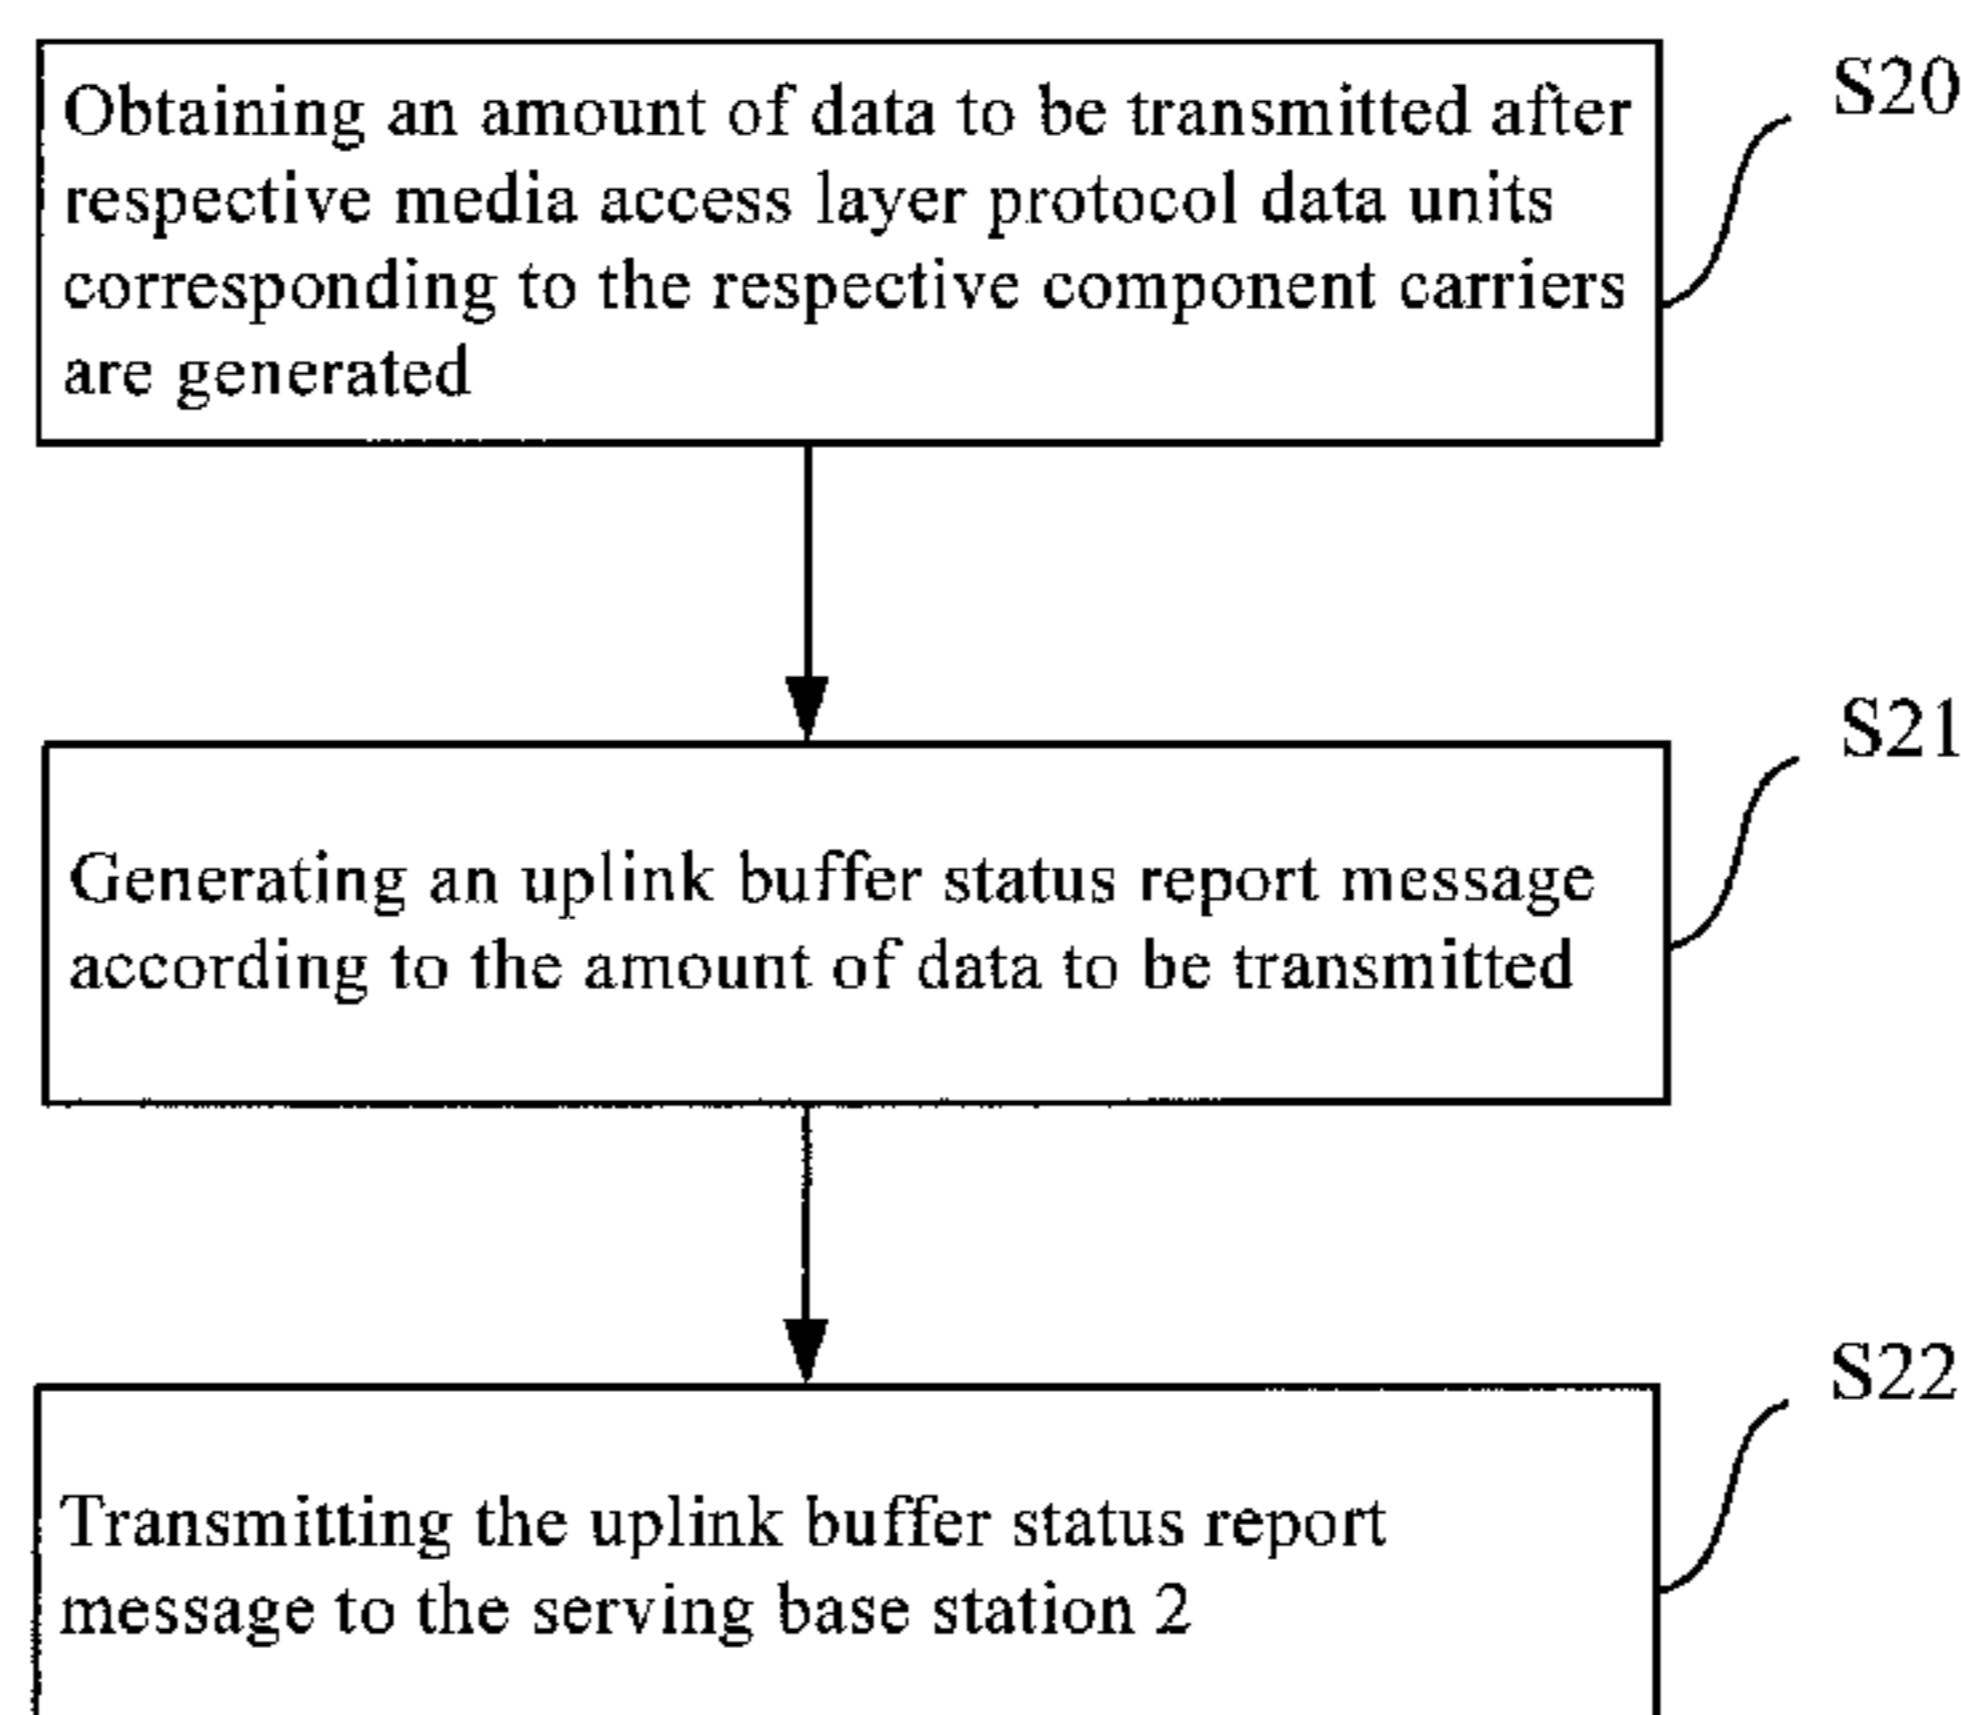 Obtaining an amount of data to be transmitted after
respective media access layer protocol data units
corresponding to the respective component carriers
are generated
S20
Generating an uplink buffer status report message
according to the amount of data to be transmitted
S21
Transmitting the uplink buffer status report
message to the serving base station 2
S22